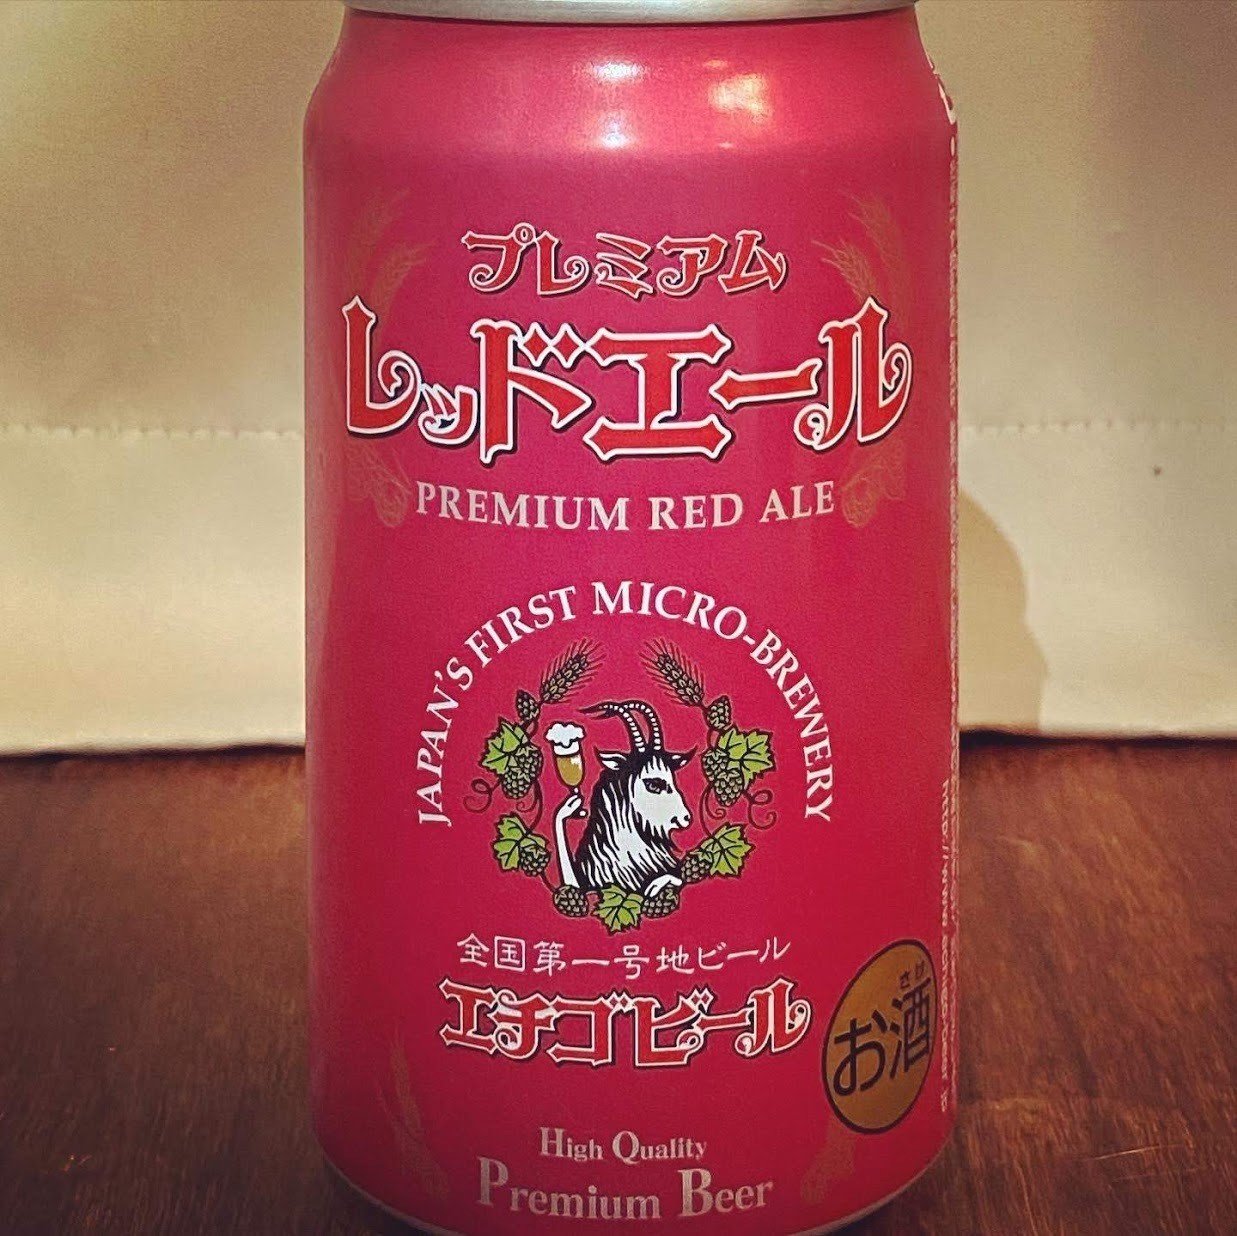 プレミアム
レッドエール
PREMIUM RED ALE
JAPAN'S FIRST MICRO-BREWERY
全国第一号地ビール
エチゴビール
さけ
お酒
High Quality
Premium Beer